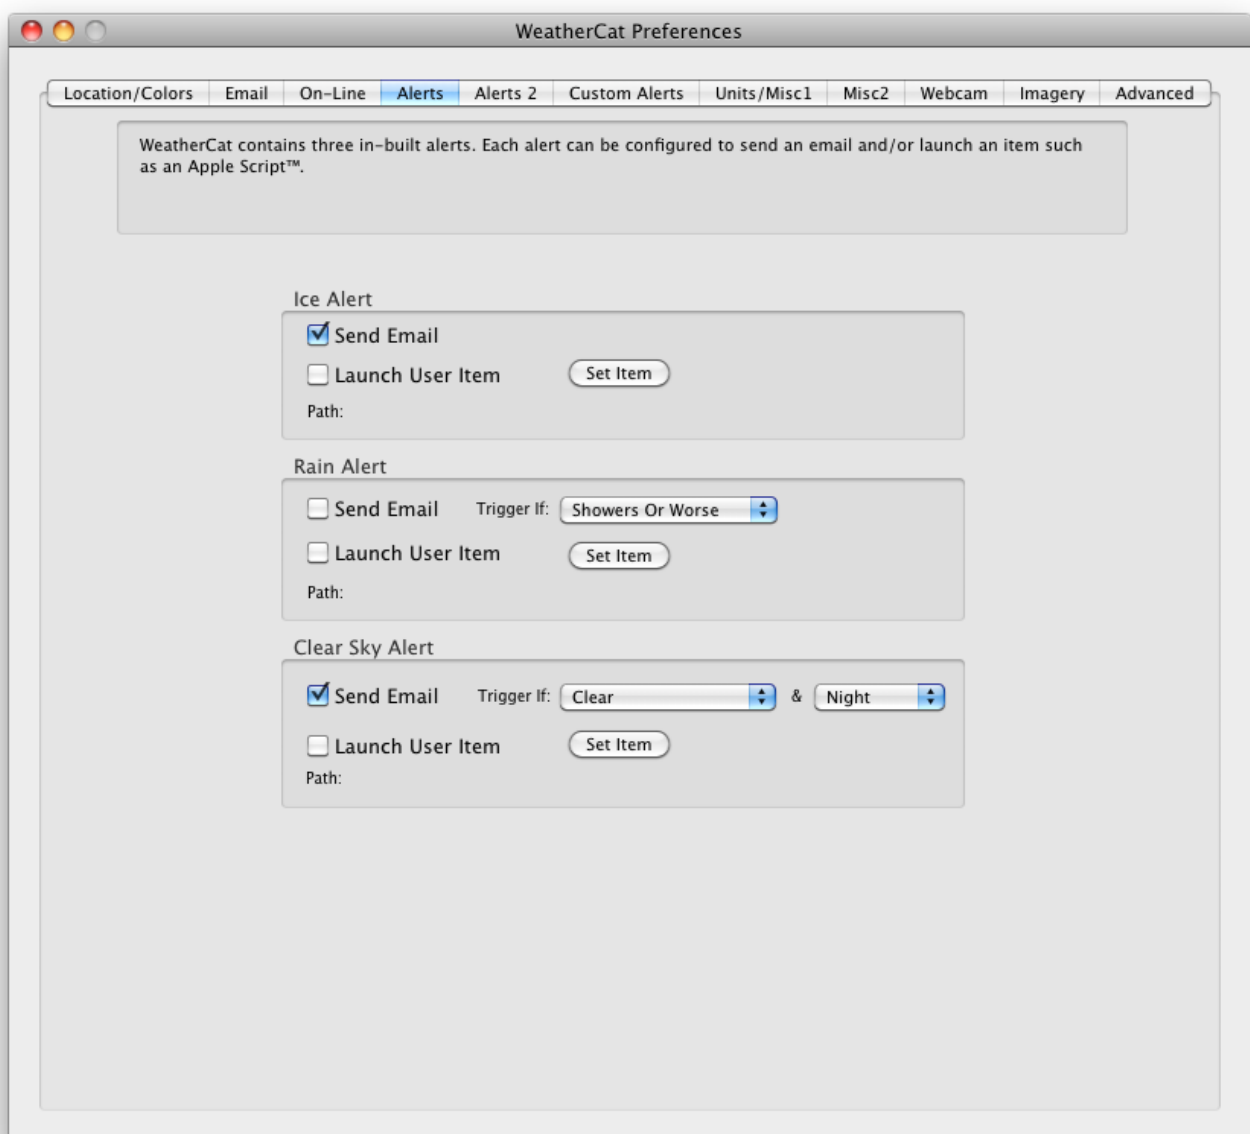 WeatherCat Preferences
Location/Colors Email On-Line Alerts Alerts 2 Custom Alerts Units/Misc1 Misc2 Webcam Imagery Advanced
WeatherCat contains three in-built alerts. Each alert can be configured to send an email and/or launch an item such
as an Apple Script™.
Ice Alert
Send Email
Launch User Item Set Item
Path:
Rain Alert
Send Email Trigger If: Showers Or Worse
Launch User Item Set Item
Path:
Clear Sky Alert
Send Email Trigger If: Clear & Night
Launch User Item Set Item
Path: